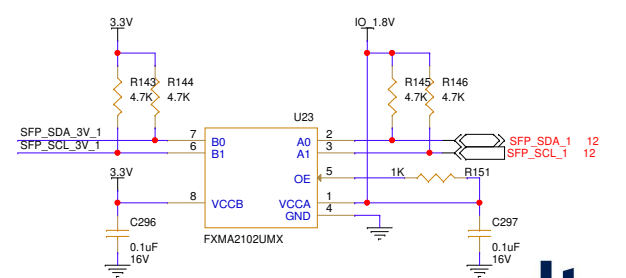 3.3V IO_1.8V
R143 R144 R145 R146
4.7K 4.7K 4.7K 4.7K
U23
SFP_SDA_3V_1 7 B0 A0 2 SFP_SDA_1 12
SFP_SCL_3V_1 6 B1 A1 3 SFP_SCL_1 12
3.3V OE 5 1K R151
8 VCCB VCCA 1
GND 4
C296 FXMA2102UMX C297
0.1uF 0.1uF
16V 16V